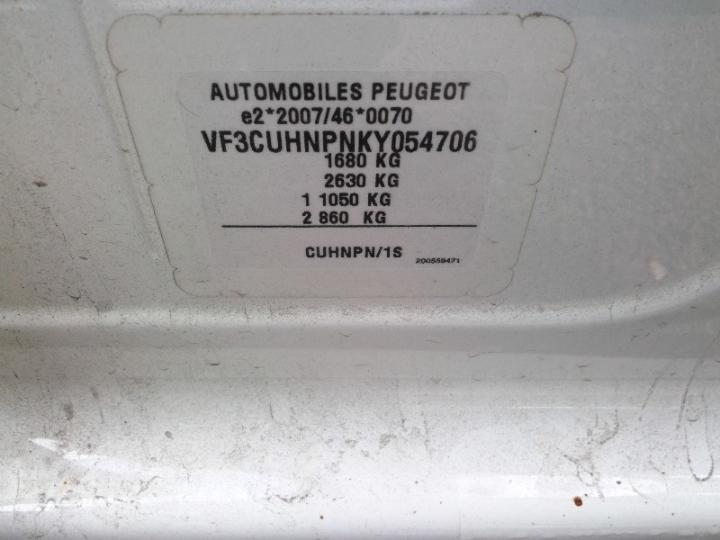 AUTOMOBILES PEUGEOT
e2*2007/46*0070
VF3CUHNPNKY054706
1680 KG
2630 KG
1 1050 KG
2 860 KG
CUHNPN/1S
200559471